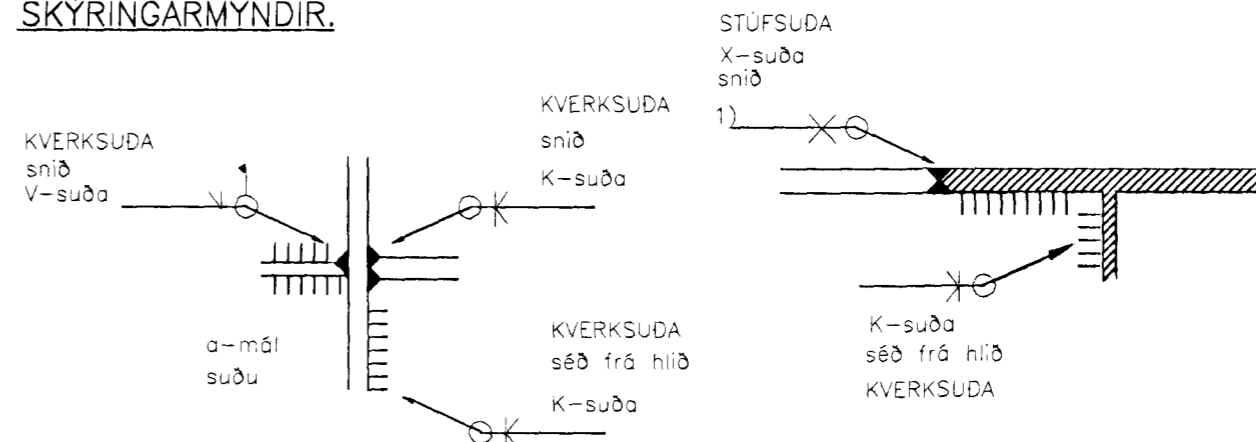 SKÝRINGARMYNDIR.
KVERKSUÐA
snið
V-suða
KVERKSUÐA
snið
K-suða
a-mál
suðu
KVERKSUÐA
séð frá hlið
K-suða
STÚFSUÐA
X-suða
snið
1)
K-suða
séð frá hlið
KVERKSUÐA